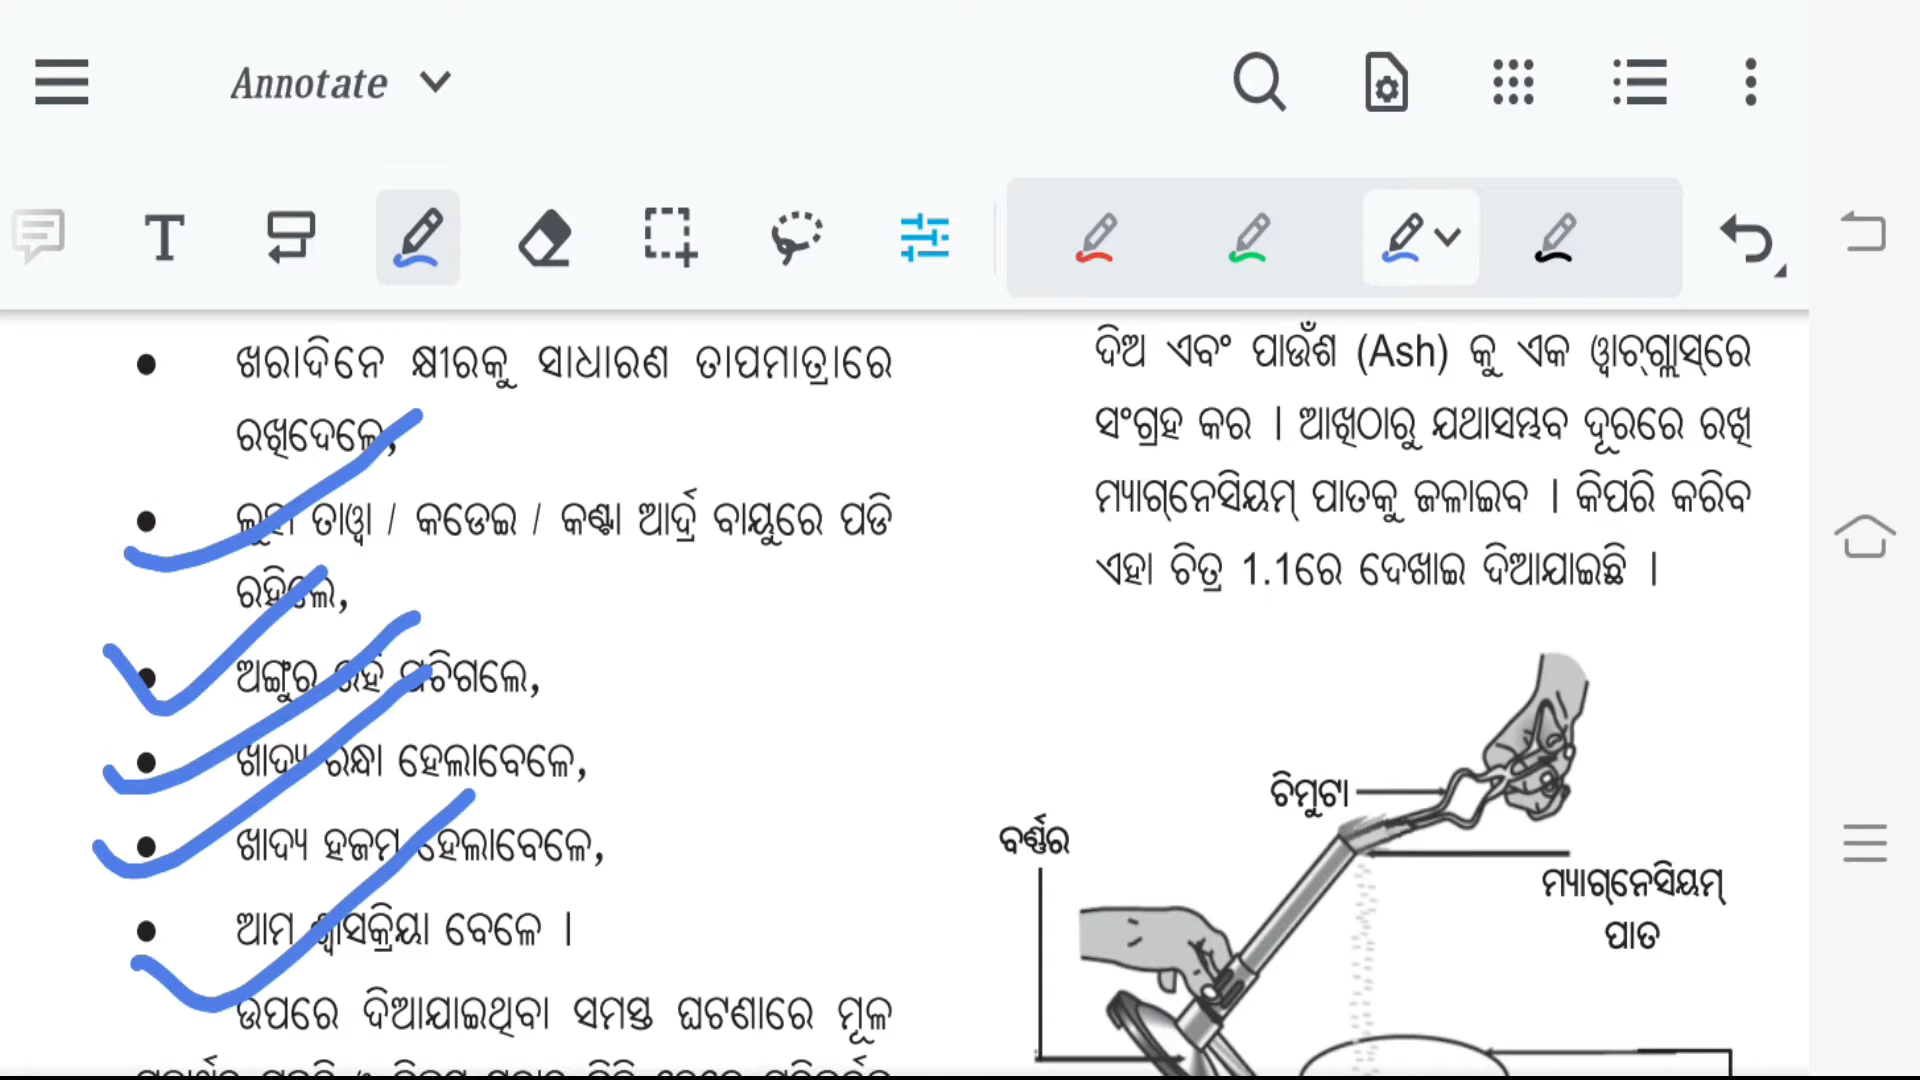 Annotate
ଖରାଦିନେ କ୍ଷୀରକୁ ସାଧାରଣ ତାପମାତ୍ରାରେ
ରଖିଦେଲେ,
• ଲୁହା ତାୱା / କଡେଇ / କଣ୍ଟା ଆର୍ଦ୍ର ବାୟୁରେ ପଡି
ରହିଲେ,
• ଅଙ୍ଗୁର ରହି ପଚିଗଲେ,
• ଖାଦ୍ୟ ରନ୍ଧା ହେଲାବେଳେ,
• ଖାଦ୍ୟ ହଜମ ହେଲାବେଳେ,
• ଆମ ଶ୍ୱାସକ୍ରିୟା ବେଳେ ।
ଉପରେ ଦିଆଯାଇଥିବା ସମସ୍ତ ଘଟଣାରେ ମୂଳ
ଦିଅ ଏବଂ ପାଉଁଶ (Ash) କୁ ଏକ ୱାଚ୍‌ଗ୍ଲାସ୍‌ରେ
ସଂଗ୍ରହ କର । ଆଖିଠାରୁ ଯଥାସମ୍ଭବ ଦୂରରେ ରଖି
ମ୍ୟାଗ୍‌ନେସିୟମ୍ ପାତକୁ ଜଳାଇବ । କିପରି କରିବ
ଏହା ଚିତ୍ର 1.1ରେ ଦେଖାଇ ଦିଆଯାଇଛି ।
ଚିମୁଟା
ବର୍ଣ୍ଣର
ମ୍ୟାଗ୍‌ନେସିୟମ୍
ପାତ